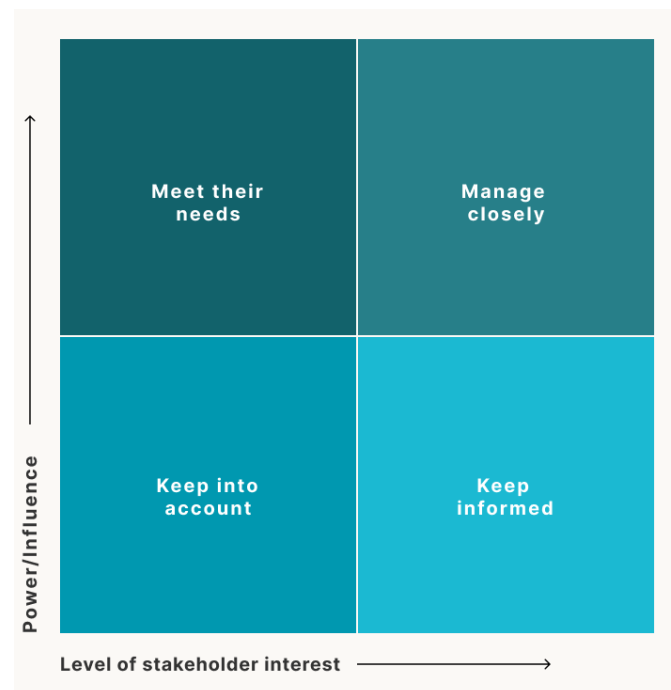 Meet their
needs
Manage
closely
Keep into
account
Keep
informed
Power/Influence
Level of stakeholder interest